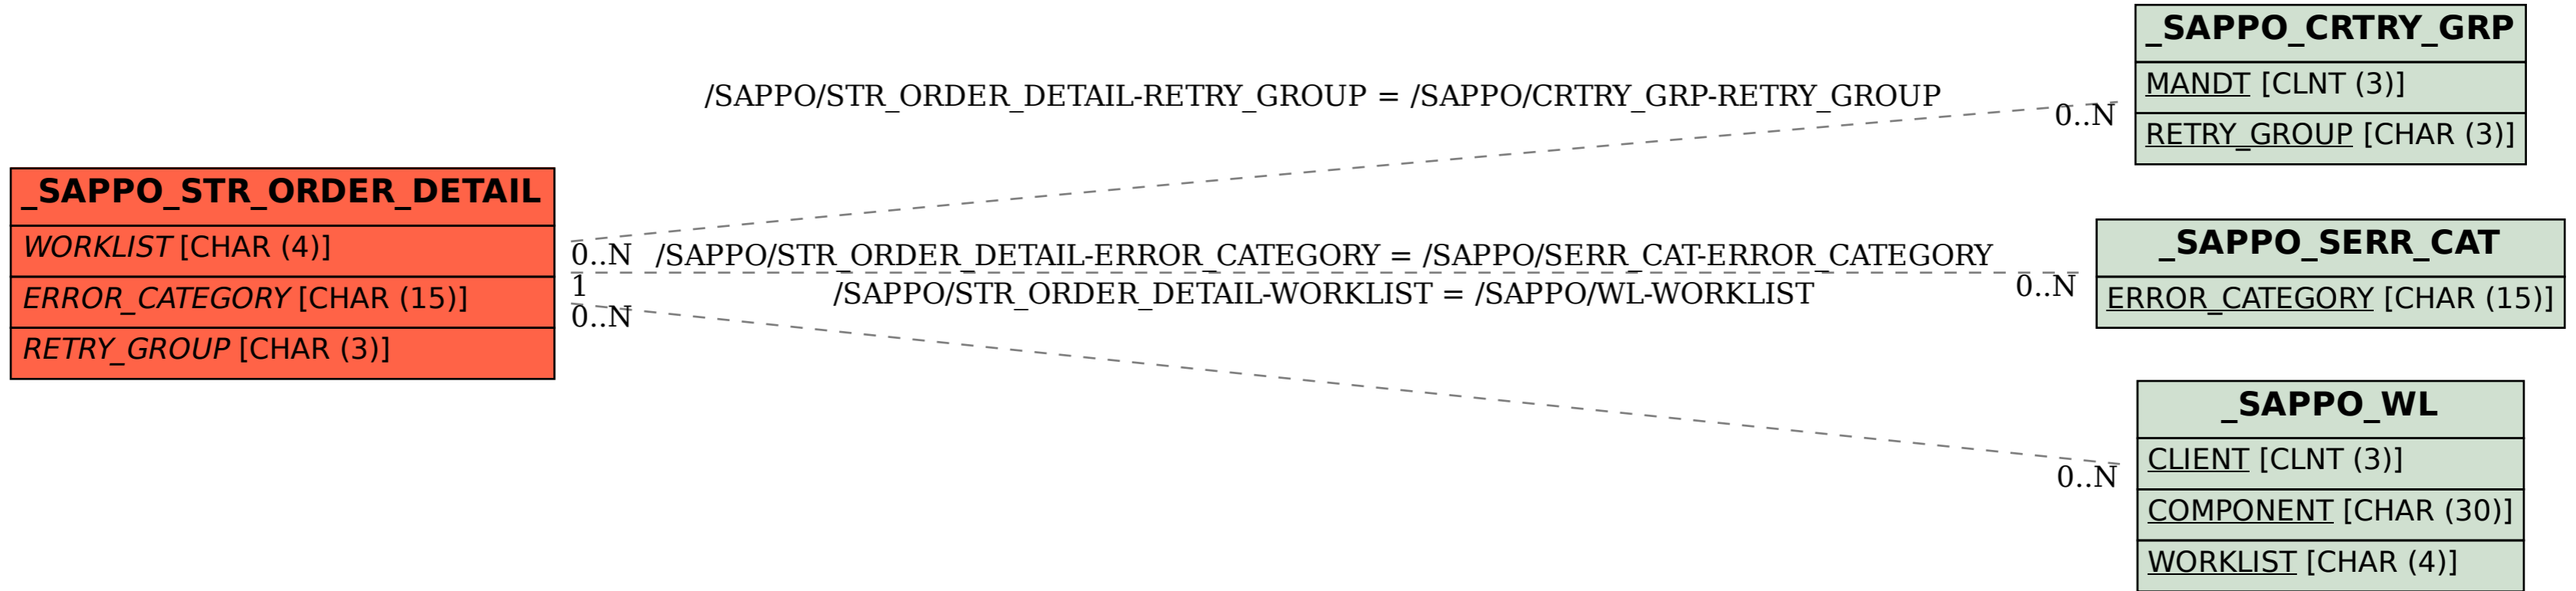 _SAPPO_CRTRY_GRP
MANDT [CLNT (3)]
RETRY_GROUP [CHAR (3)]
/SAPPO/STR_ORDER_DETAIL-RETRY_GROUP = /SAPPO/CRTRY_GRP-RETRY_GROUP
0..N
_SAPPO_STR_ORDER_DETAIL
WORKLIST [CHAR (4)]
ERROR_CATEGORY [CHAR (15)]
RETRY_GROUP [CHAR (3)]
0..N
/SAPPO/STR_ORDER_DETAIL-ERROR_CATEGORY = /SAPPO/SERR_CAT-ERROR_CATEGORY
1
0..N
/SAPPO/STR_ORDER_DETAIL-WORKLIST = /SAPPO/WL-WORKLIST
0..N
_SAPPO_SERR_CAT
ERROR_CATEGORY [CHAR (15)]
0..N
_SAPPO_WL
CLIENT [CLNT (3)]
COMPONENT [CHAR (30)]
WORKLIST [CHAR (4)]